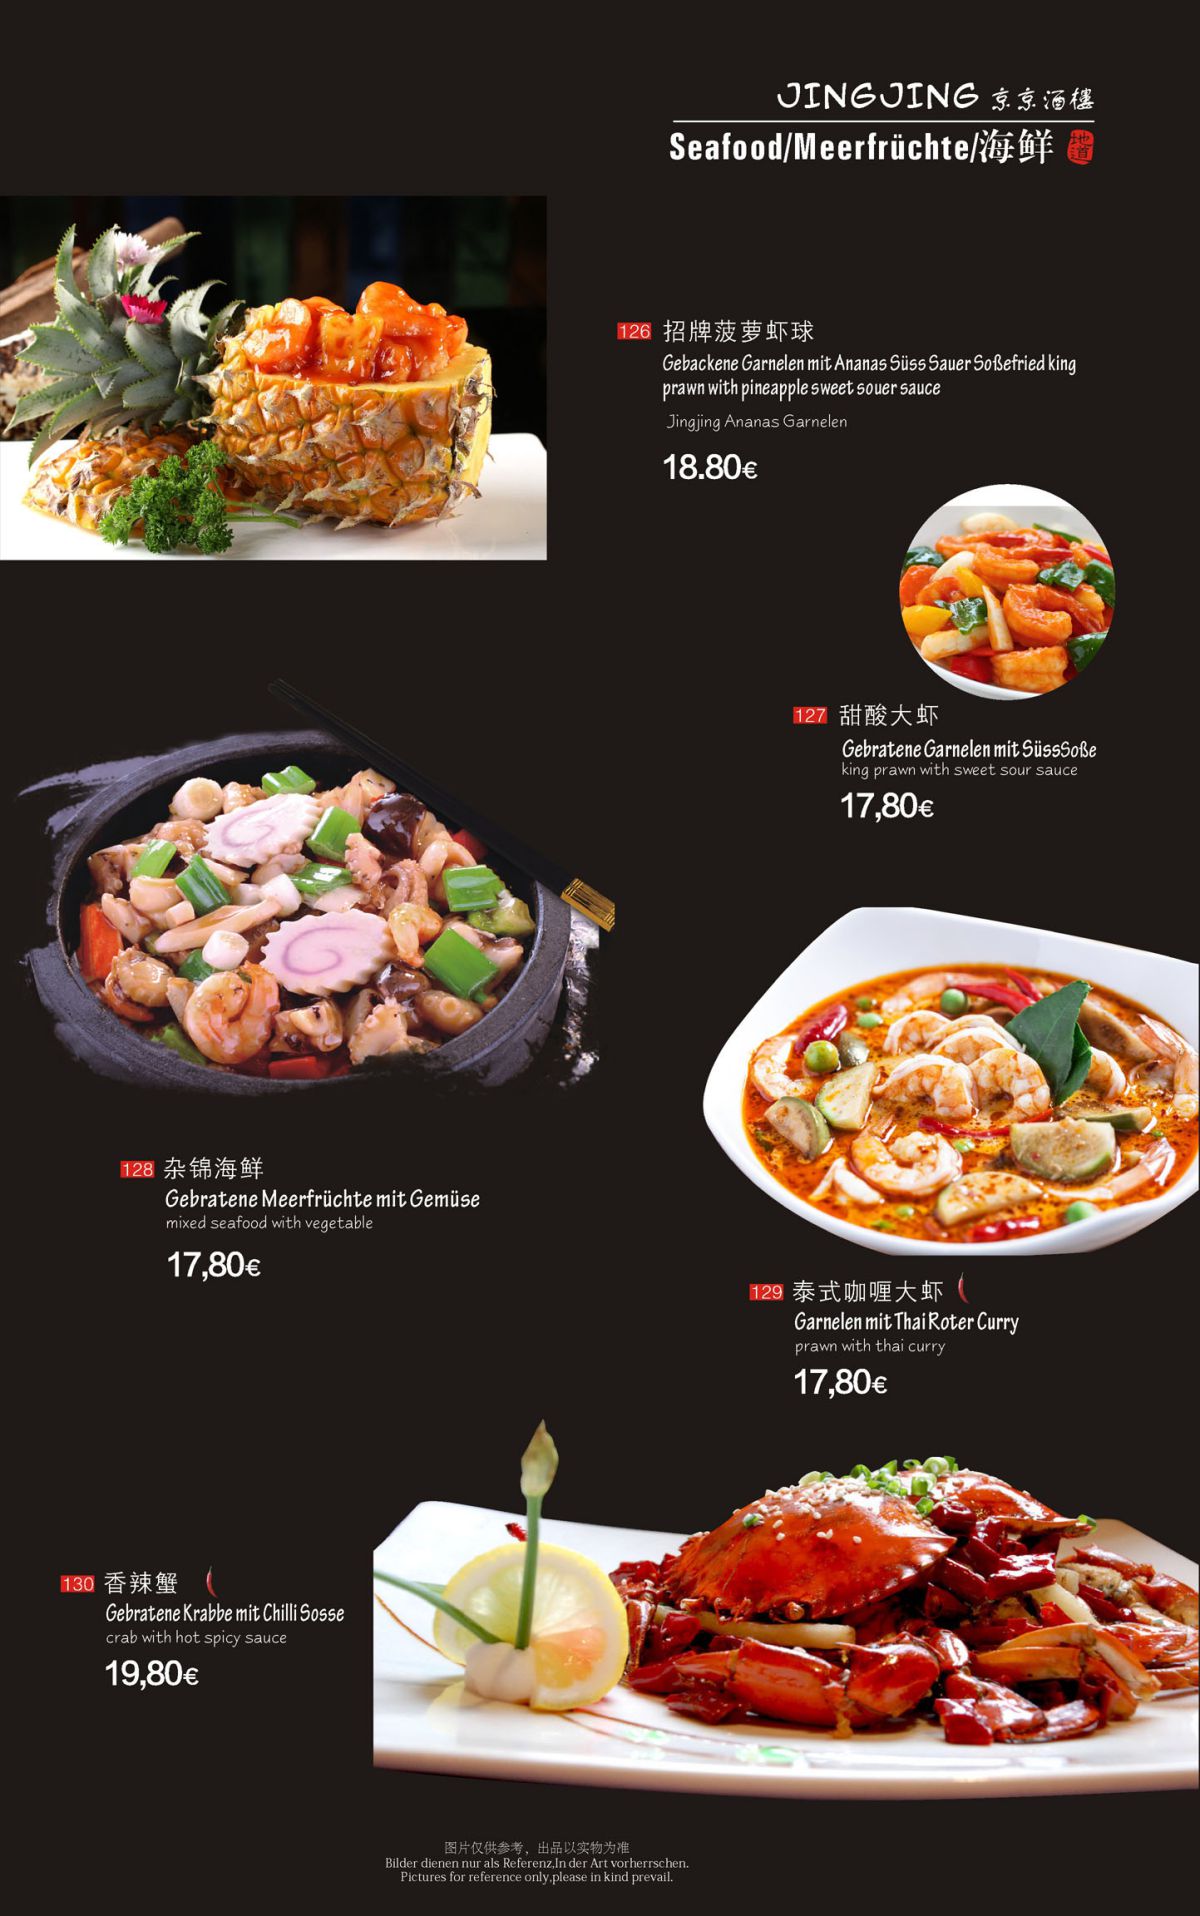 JINGJING 京京酒樓
Seafood/Meerfrüchte/海鲜 地道
126 招牌菠萝虾球
Gebackene Garnelen mit Ananas Süss Sauer Soßefried king
prawn with pineapple sweet souer sauce
Jingjing Ananas Garnelen
18.80€
127 甜酸大虾
Gebratene Garnelen mit SüssSoße
king prawn with sweet sour sauce
17,80€
128 杂锦海鲜
Gebratene Meerfrüchte mit Gemüse
mixed seafood with vegetable
17,80€
129 泰式咖喱大虾
Garnelen mit Thai Roter Curry
prawn with thai curry
17,80€
130 香辣蟹
Gebratene Krabbe mit Chilli Sosse
crab with hot spicy sauce
19,80€
图片仅供参考，出品以实物为准
Bilder dienen nur als Referenz,In der Art vorherrschen.
Pictures for reference only,please in kind prevail.